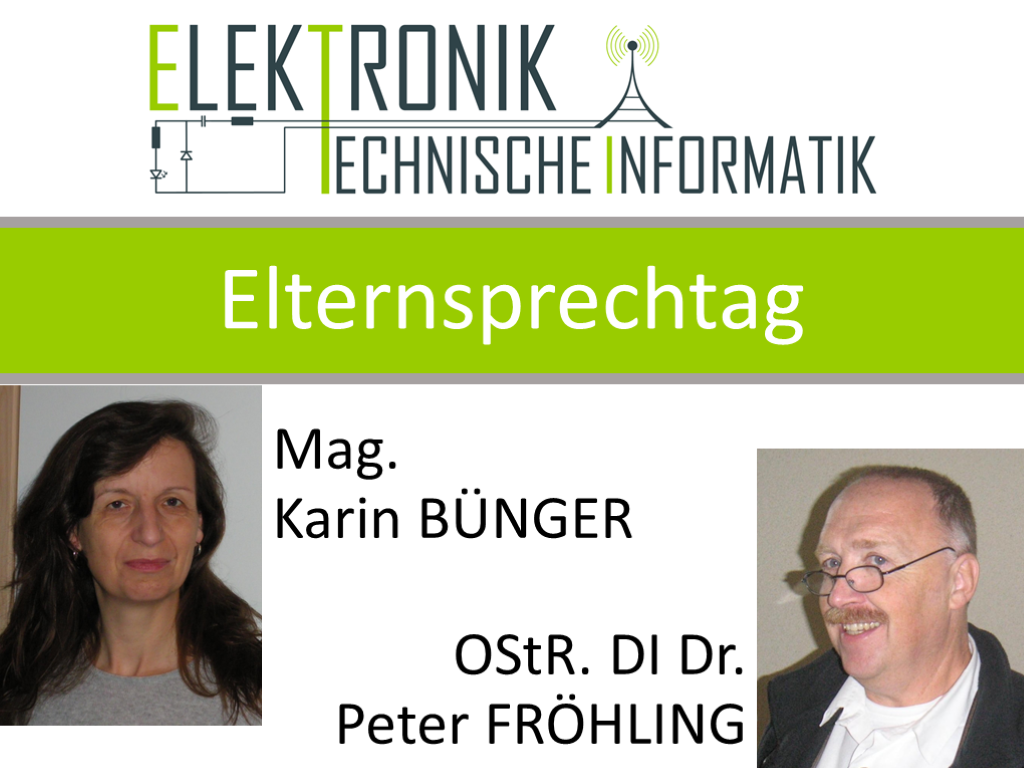 ELEKTRONIK
TECHNISCHE INFORMATIK
Elternsprechtag
Mag.
Karin BÜNGER
OStR. DI Dr.
Peter FRÖHLING